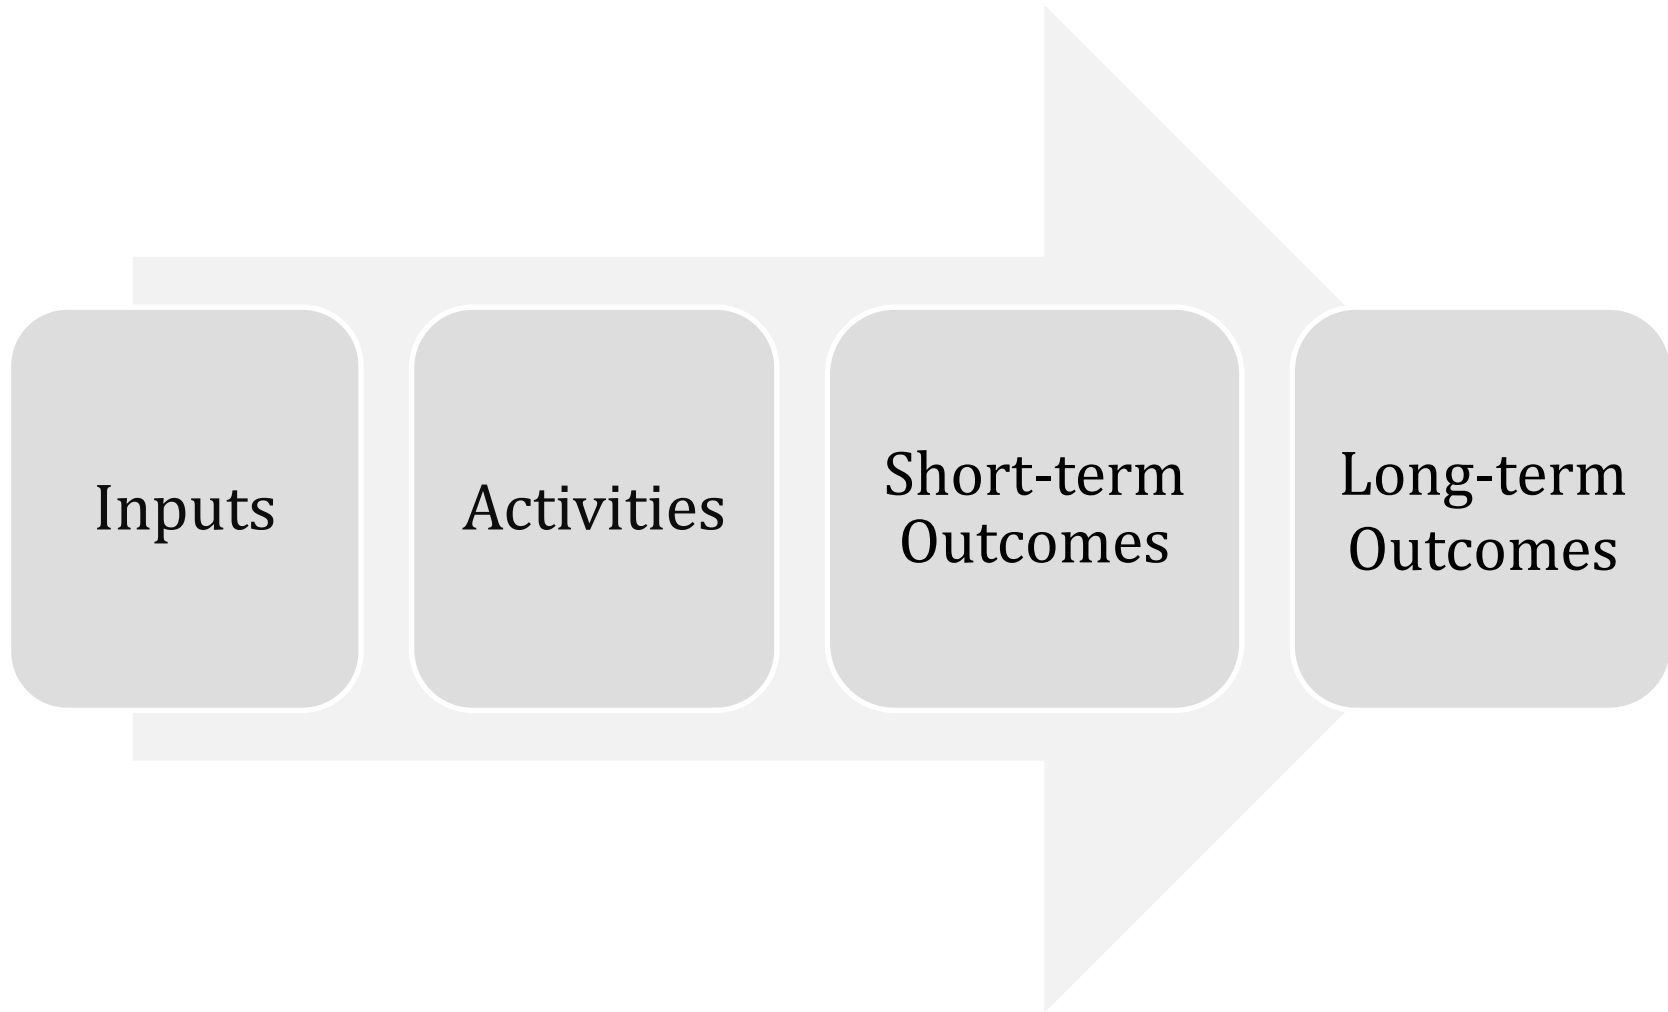 Inputs
Activities
Short-term
Outcomes
Long-term
Outcomes